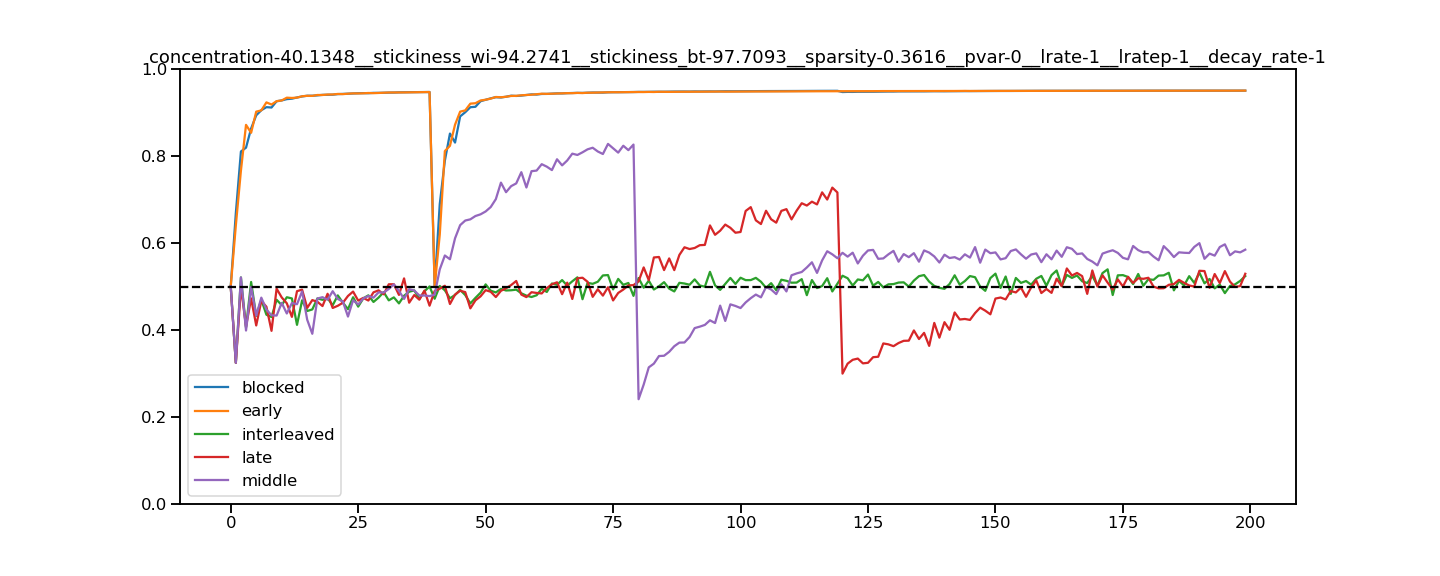 concentration-40.1348__stickiness_wi-94.2741__stickiness_bt-97.7093__sparsity-0.3616__pvar-0__lrate-1__lratep-1__decay_rate-1
1.0
0.8
0.6
0.4
0.2
0.0
blocked
early
interleaved
late
middle
0 25 50 75 100 125 150 175 200